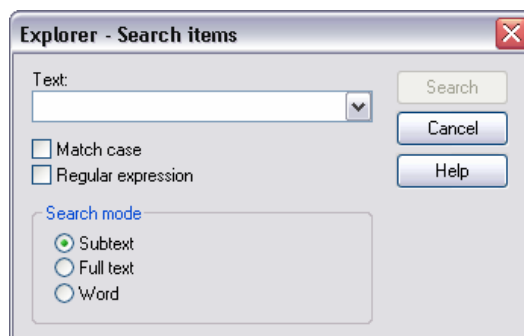 Explorer - Search items
Text:
Search
Cancel
Match case
Regular expression
Help
Search mode
Subtext
Full text
Word